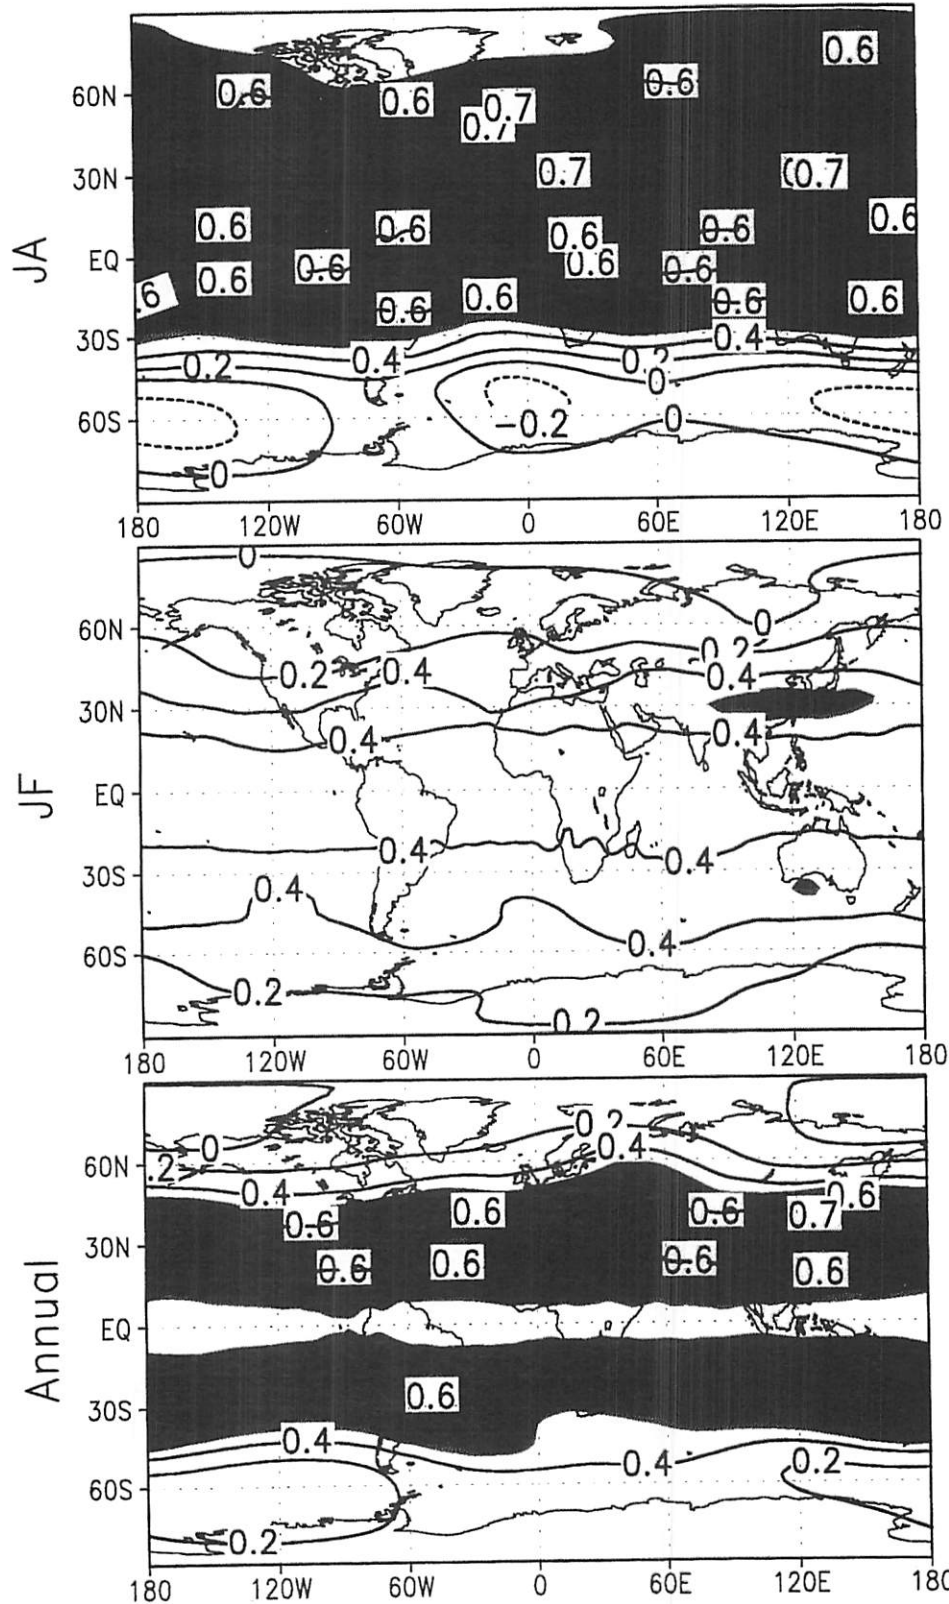 0.6
60N 0.6 0.6 0.6
0.7
0.7
30N 0.7 0.7
0.6 0.6 0.6 0.6 0.6
JA
EQ 0.6 0.6 0.6
.6 0.6 0.6 0.6 0.6 0.6
30S 0.4
0.2 0.4 0.2 0
60S -0.2 0
0
180 120W 60W 0 60E 120E 180
0
60N 0
0.2 0.4 0.2 0.4
30N
0.4 0.4
JF
EQ
0.4 0.4
30S
0.4
60S 0.4
0.2 0.2
180 120W 60W 0 60E 120E 180
0.2
0 0.4
60N .2
0.4 0.6
0.6 0.6 0.6 0.7
30N
0.6 0.6 0.6 0.6
Annual
EQ
0.6
30S
0.4 0.4 0.2
60S
0.2
180 120W 60W 0 60E 120E 180